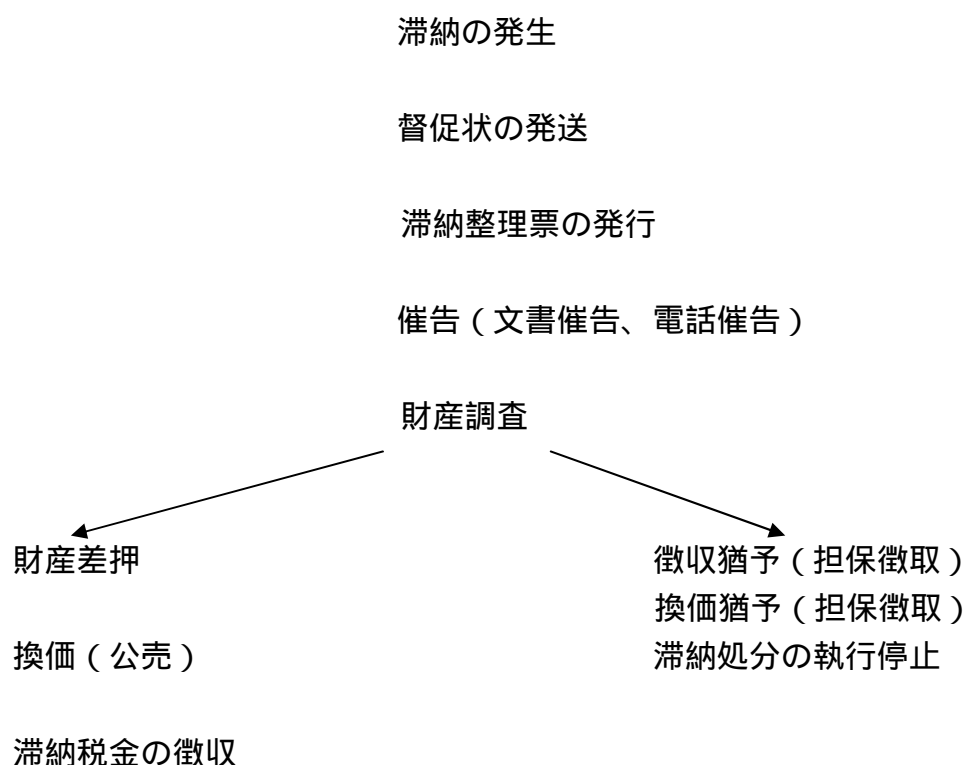 滞納の発生
督促状の発送
滞納整理票の発行
催告（文書催告、電話催告）
財産調査
財産差押
換価（公売）
滞納税金の徴収
徴収猶予（担保徴取）
換価猶予（担保徴取）
滞納処分の執行停止